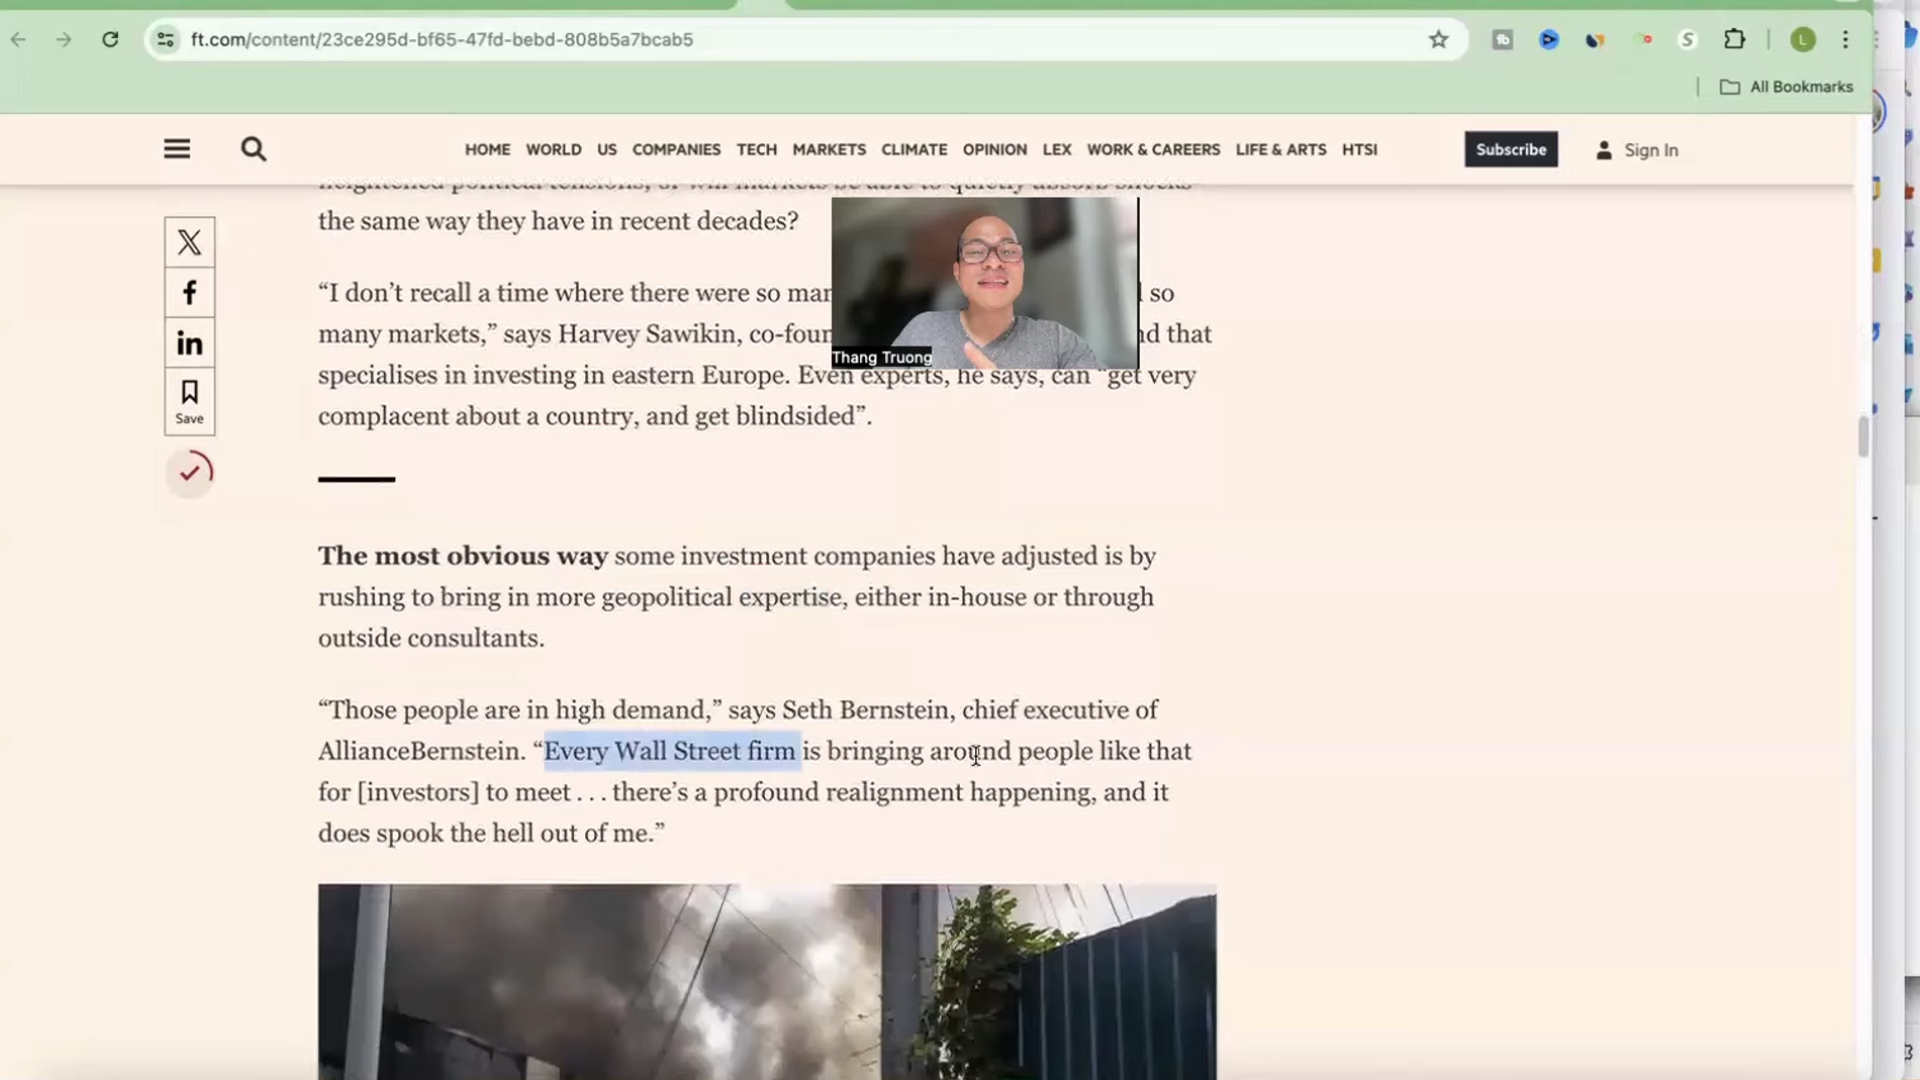 ft.com/content/23ce295d-bf65-47fd-bebd-808b5a7bcab5
L
All Bookmarks
HOME WORLD US COMPANIES TECH MARKETS CLIMATE OPINION LEX WORK & CAREERS LIFE & ARTS HTSI
Subscribe
Sign In
heightened political tensions, or will markets be able to quietly absorb shocks
the same way they have in recent decades?
“I don’t recall a time where there were so so
many markets,” says Harvey Sawikin, that
specialises in investing in eastern Europe. Even experts, he says, can “get very
complacent about a country, and get blindsided”.
Thang Truong
Save
The most obvious way some investment companies have adjusted is by
rushing to bring in more geopolitical expertise, either in-house or through
outside consultants.
“Those people are in high demand,” says Seth Bernstein, chief executive of
AllianceBernstein. “Every Wall Street firm is bringing around people like that
for [investors] to meet . . . there’s a profound realignment happening, and it
does spook the hell out of me.”